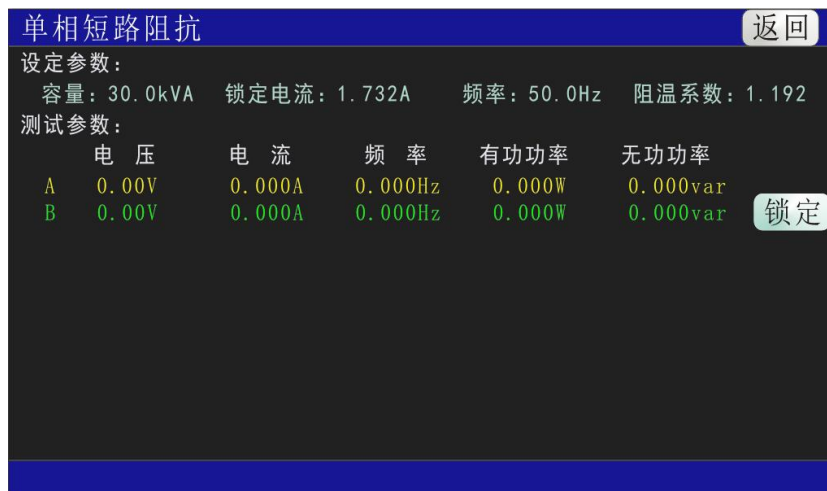 单相短路阻抗 返回
设定参数:
容量: 30.0kVA 锁定电流: 1.732A 频率: 50.0Hz 阻温系数: 1.192
测试参数:
电 压 电 流 频 率 有功功率 无功功率
A 0.00V 0.000A 0.000Hz 0.000W 0.000var
B 0.00V 0.000A 0.000Hz 0.000W 0.000var 锁定